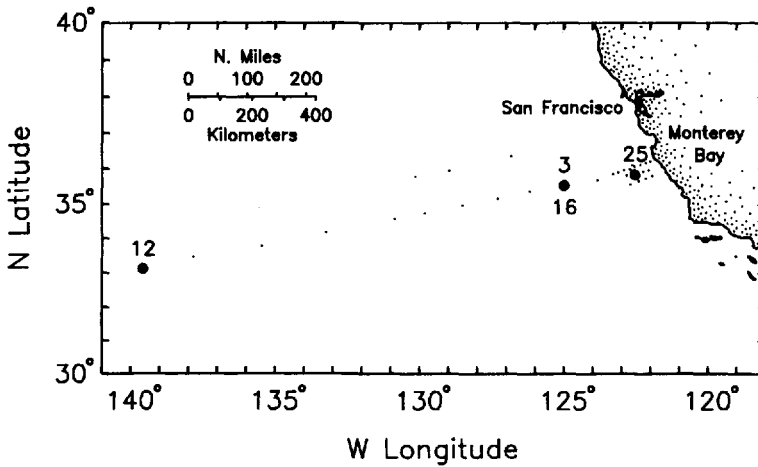 40°
N. Miles
0 100 200
0 200 400
Kilometers
San Francisco
Monterey
Bay
25
3
16
35°
12
N Latitude
30°
140° 135° 130° 125° 120°
W Longitude